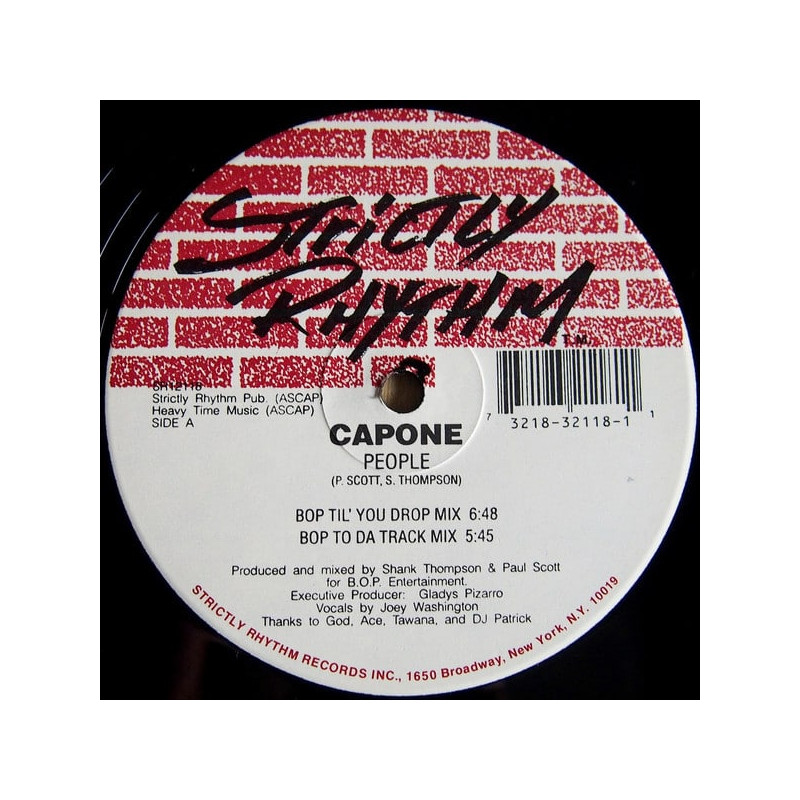 STRICTLY
RHYTHM
T.M.
SR12118
Strictly Rhythm Pub. (ASCAP)
Heavy Time Music (ASCAP)
SIDE A
7 3218-32118-1 1
CAPONE
PEOPLE
(P. SCOTT, S. THOMPSON)
BOP TIL' YOU DROP MIX 6:48
BOP TO DA TRACK MIX 5:45
Produced and mixed by Shank Thompson & Paul Scott
for B.O.P. Entertainment.
Executive Producer: Gladys Pizarro
Vocals by Joey Washington
Thanks to God, Ace, Tawana, and DJ Patrick
STRICTLY RHYTHM RECORDS INC., 1650 Broadway, New York, N.Y. 10019